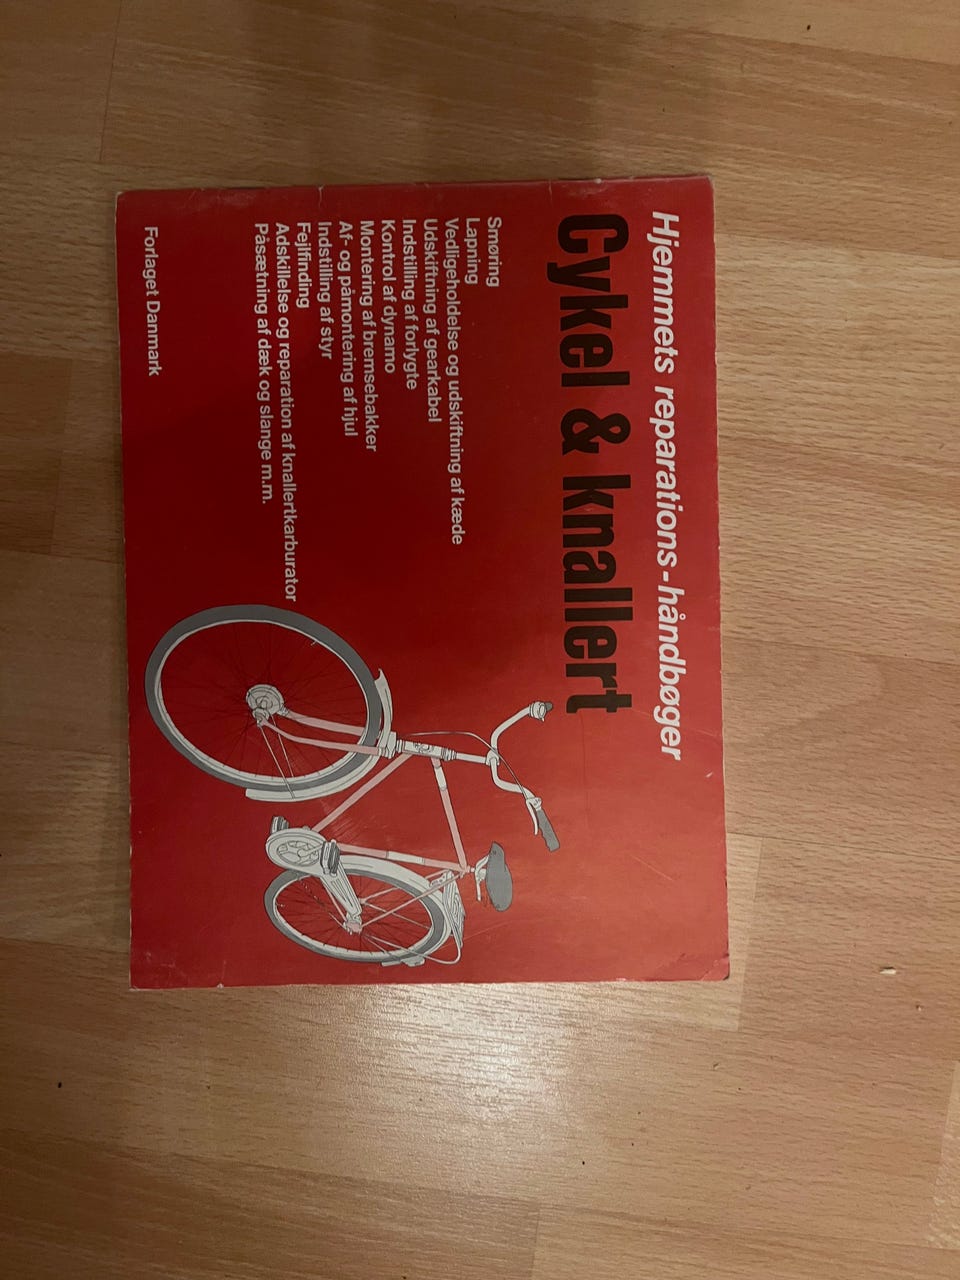 Hjemmets reparations-håndbøger
Cykel & knallert
Smøring
Lapning
Vedligeholdelse og udskiftning af kæde
Udskiftning af gearkabel
Indstilling af forlygte
Kontrol af dynamo
Montering af bremsebakker
Af- og påmontering af hjul
Indstilling af styr
Fejlfinding
Adskillelse og reparation af knallertkarburator
Påsætning af dæk og slange m.m.
Forlaget Danmark